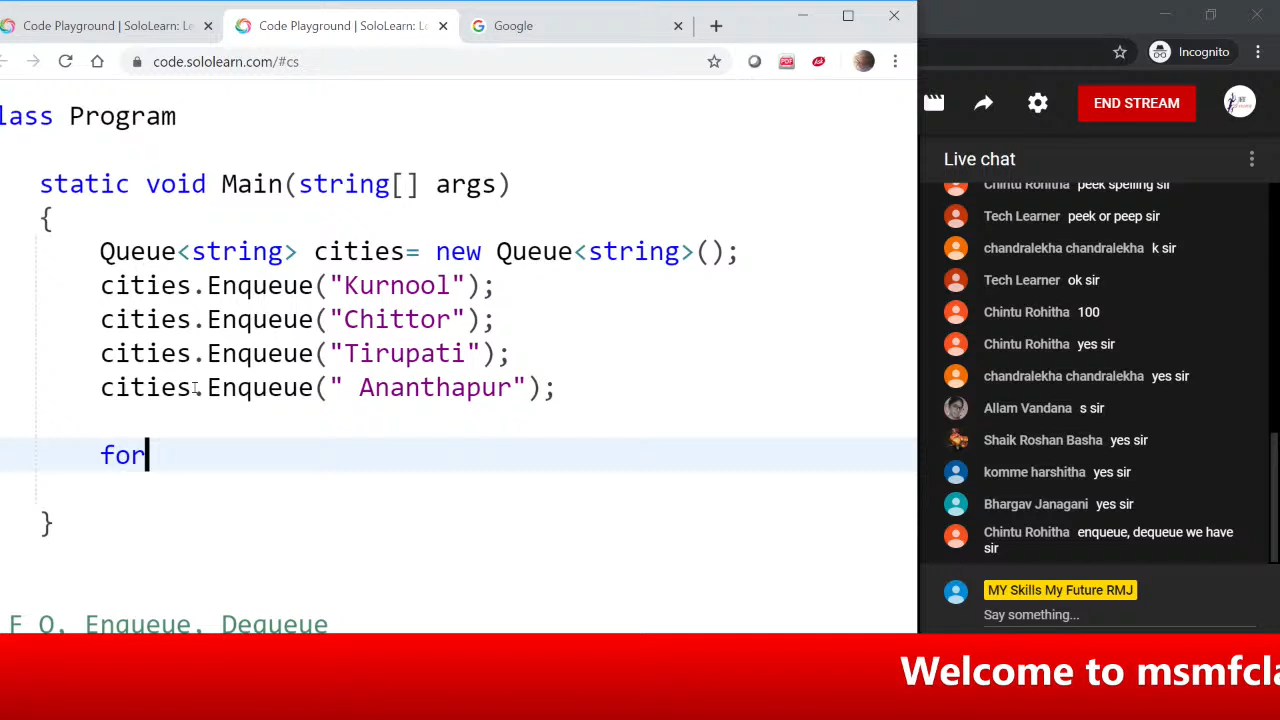 Code Playground | SoloLearn: Le
Code Playground | SoloLearn: Le
Google
code.sololearn.com/#cs
Incognito
lass Program
static void Main(string[] args)
{
Queue<string> cities= new Queue<string>();
cities.Enqueue("Kurnool");
cities.Enqueue("Chittor");
cities.Enqueue("Tirupati");
cities.Enqueue(" Ananthapur");
for
}
F O, Enqueue, Dequeue
END STREAM
Live chat
Chintu Rohitha peek spelling sir
Tech Learner peek or peep sir
chandralekha chandralekha k sir
Tech Learner ok sir
Chintu Rohitha 100
Chintu Rohitha yes sir
chandralekha chandralekha yes sir
Allam Vandana s sir
Shaik Roshan Basha yes sir
komme harshitha yes sir
Bhargav Janagani yes sir
Chintu Rohitha enqueue, dequeue we have
sir
MY Skills My Future RMJ
Say something...
Welcome to msmfcla